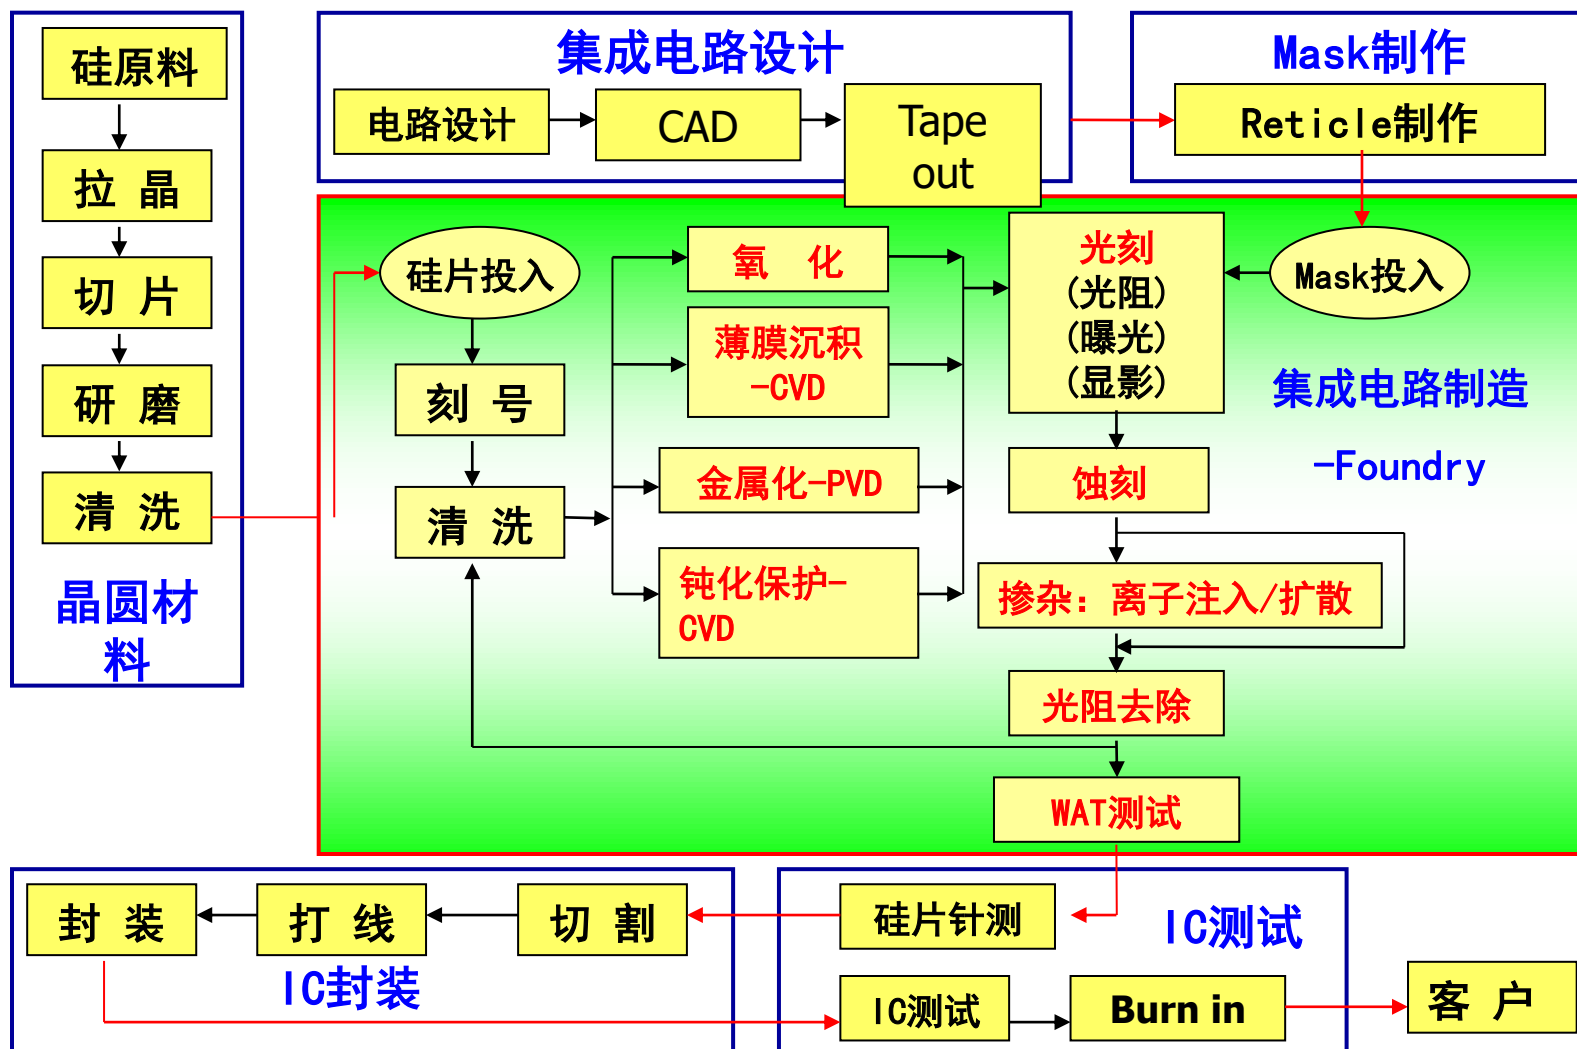 硅原料
拉 晶
切 片
研 磨
清 洗
晶圆材
料
集成电路设计
电路设计
CAD
Tape
out
Mask制作
Reticle制作
硅片投入
刻 号
清 洗
氧 化
薄膜沉积
-CVD
金属化-PVD
钝化保护-
CVD
光刻
(光阻)
(曝光)
(显影)
Mask投入
集成电路制造
-Foundry
蚀刻
掺杂：离子注入/扩散
光阻去除
WAT测试
封 装
打 线
切 割
IC封装
硅片针测
IC测试
IC测试
Burn in
客 户